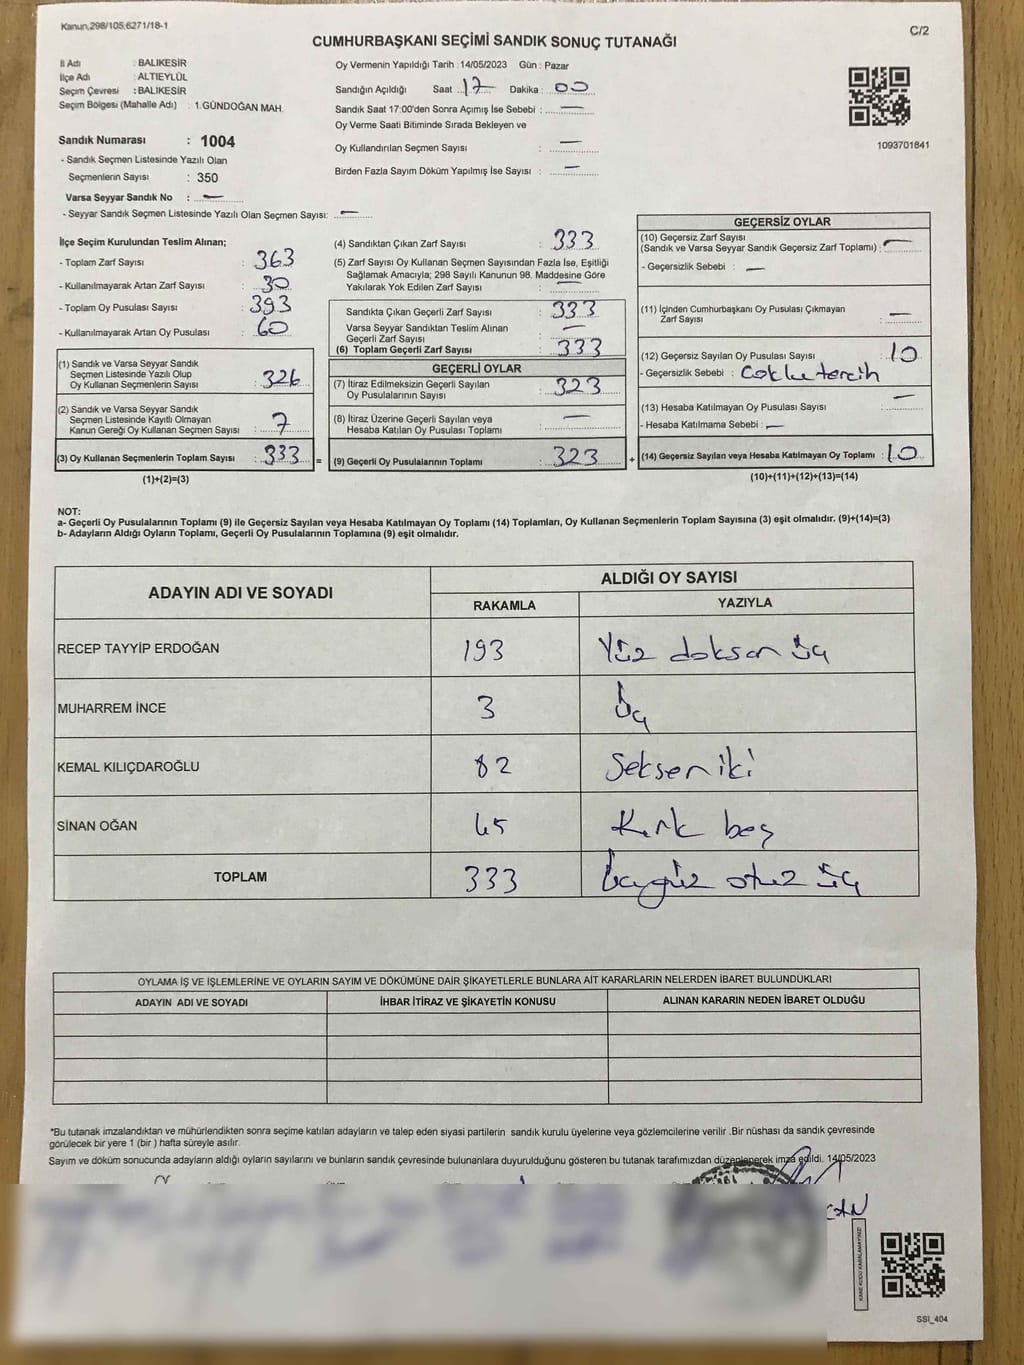 Kanun,298/105,6271/18-1
C/2
CUMHURBAŞKANI SEÇİMİ SANDIK SONUÇ TUTANAĞI
İl Adı : BALIKESİR
İlçe Adı : ALTIEYLÜL
Seçim Çevresi : BALIKESİR
Seçim Bölgesi (Mahalle Adı) : 1.GÜNDOĞAN MAH.
Sandık Numarası : 1004
- Sandık Seçmen Listesinde Yazılı Olan
Seçmenlerin Sayısı : 350
Varsa Seyyar Sandık No : —
- Seyyar Sandık Seçmen Listesinde Yazılı Olan Seçmen Sayısı: —
Oy Vermenin Yapıldığı Tarih : 14/05/2023 Gün : Pazar
Sandığın Açıldığı Saat : 17 Dakika : 00
Sandık Saat 17:00'den Sonra Açımış İse Sebebi : —
Oy Verme Saati Bitiminde Sırada Bekleyen ve
Oy Kullandırılan Seçmen Sayısı : —
Birden Fazla Sayım Döküm Yapılmış İse Sayısı : —
1093701841
İlçe Seçim Kurulundan Teslim Alınan;
- Toplam Zarf Sayısı : 363
- Kullanılmayarak Artan Zarf Sayısı : 30
- Toplam Oy Pusulası Sayısı : 393
- Kullanılmayarak Artan Oy Pusulası : 60
(1) Sandık ve Varsa Seyyar Sandık
Seçmen Listesinde Yazılı Olup
Oy Kullanan Seçmenlerin Sayısı : 326
(2) Sandık ve Varsa Seyyar Sandık
Seçmen Listesinde Kayıtlı Olmayan
Kanun Gereği Oy Kullanan Seçmen Sayısı : 7
(3) Oy Kullanan Seçmenlerin Toplam Sayısı : 333 =
(1)+(2)=(3)
(4) Sandıktan Çıkan Zarf Sayısı : 333
(5) Zarf Sayısı Oy Kullanan Seçmen Sayısından Fazla İse, Eşitliği
Sağlamak Amacıyla; 298 Sayılı Kanunun 98. Maddesine Göre
Yakılarak Yok Edilen Zarf Sayısı : —
Sandıkta Çıkan Geçerli Zarf Sayısı : 333
Varsa Seyyar Sandıktan Teslim Alınan
Geçerli Zarf Sayısı : —
(6) Toplam Geçerli Zarf Sayısı : 333
GEÇERLİ OYLAR
(7) İtiraz Edilmeksizin Geçerli Sayılan
Oy Pusulalarının Sayısı : 323
(8) İtiraz Üzerine Geçerli Sayılan veya
Hesaba Katılan Oy Pusulası Toplamı : —
(9) Geçerli Oy Pusulalarının Toplamı : 323 +
GEÇERSİZ OYLAR
(10) Geçersiz Zarf Sayısı
(Sandık ve Varsa Seyyar Sandık Geçersiz Zarf Toplamı) : —
- Geçersizlik Sebebi : —
(11) İçinden Cumhurbaşkanı Oy Pusulası Çıkmayan
Zarf Sayısı : —
(12) Geçersiz Sayılan Oy Pusulası Sayısı : 10
- Geçersizlik Sebebi : Çoklu tercih
(13) Hesaba Katılmayan Oy Pusulası Sayısı : —
- Hesaba Katılmama Sebebi : —
(14) Geçersiz Sayılan veya Hesaba Katılmayan Oy Toplamı : 10
(10)+(11)+(12)+(13)=(14)
NOT:
a- Geçerli Oy Pusulalarının Toplamı (9) ile Geçersiz Sayılan veya Hesaba Katılmayan Oy Toplamı (14) Toplamları, Oy Kullanan Seçmenlerin Toplam Sayısına (3) eşit olmalıdır. (9)+(14)=(3)
b- Adayların Aldığı Oyların Toplamı, Geçerli Oy Pusulalarının Toplamına (9) eşit olmalıdır.
ADAYIN ADI VE SOYADI ALDIĞI OY SAYISI
RAKAMLA YAZIYLA
RECEP TAYYİP ERDOĞAN 193 Yüz doksan üç
MUHARREM İNCE 3 Üç
KEMAL KILIÇDAROĞLU 82 Seksen iki
SİNAN OĞAN 45 Kırk beş
TOPLAM 333 otuz üç
OYLAMA İŞ VE İŞLEMLERİNE VE OYLARIN SAYIM VE DÖKÜMÜNE DAİR ŞİKAYETLERLE BUNLARA AİT KARARLARIN NELERDEN İBARET BULUNDUKLARI
ADAYIN ADI VE SOYADI İHBAR İTİRAZ VE ŞİKAYETİN KONUSU ALINAN KARARIN NEDEN İBARET OLDUĞU
*Bu tutanak imzalandıktan ve mühürlendikten sonra seçime katılan adayların ve talep eden siyasi partilerin sandık kurulu üyelerine veya gözlemcilerine verilir .Bir nüshası da sandık çevresinde
görülecek bir yere 1 (bir ) hafta süreyle asılır.
Sayım ve döküm sonucunda adayların aldığı oyların sayılarını ve bunların sandık çevresinde bulunanlara duyurulduğunu gösteren bu tutanak tarafımızdan düzenlenerek imza edildi. 14/05/2023
KARE KODU KARALAMAYINIZ!
SSI_404